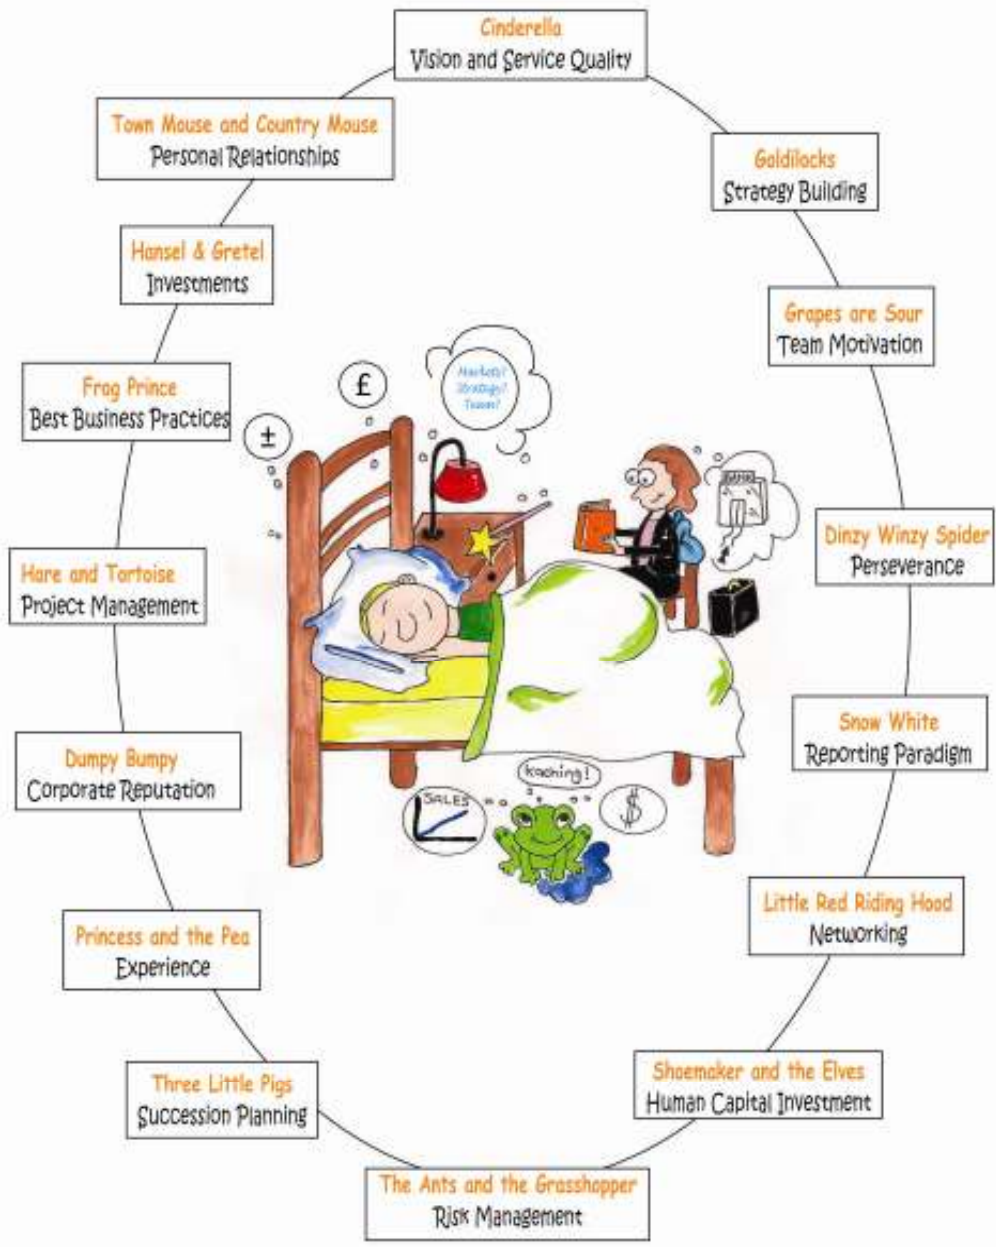 Cinderella
Vision and Service Quality
Town Mouse and Country Mouse
Personal Relationships
Goldilocks
Strategy Building
Hansel & Gretel
Investments
Grapes are Sour
Team Motivation
Frog Prince
Best Business Practices
£
Markets?
Strategy?
Teams?
±
BANK
Dinzy Winzy Spider
Perseverance
Hare and Tortoise
Project Management
Snow White
Reporting Paradigm
Dumpy Bumpy
Corporate Reputation
kaching!
SALES
$
Little Red Riding Hood
Networking
Princess and the Pea
Experience
Shoemaker and the Elves
Human Capital Investment
Three Little Pigs
Succession Planning
The Ants and the Grasshopper
Risk Management